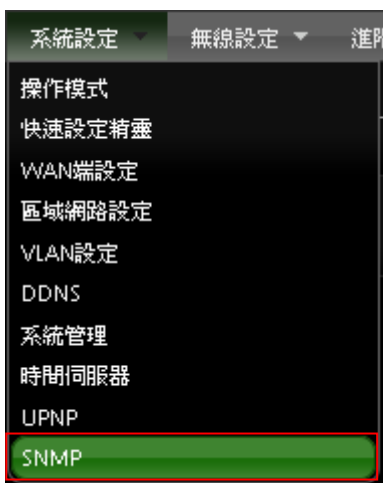 系統設定 無線設定 進階
操作模式
快速設定精靈
WAN端設定
區域網路設定
VLAN設定
DDNS
系統管理
時間伺服器
UPNP
SNMP